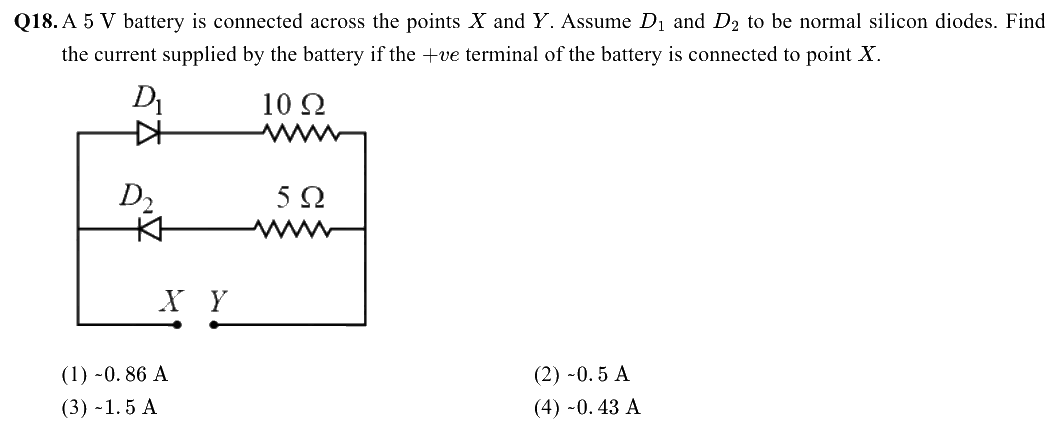 Q18. A 5 V battery is connected across the points X and Y. Assume D₁ and D₂ to be normal silicon diodes. Find
the current supplied by the battery if the +ve terminal of the battery is connected to point X.
D₁ 10 Ω
D₂ 5 Ω
X Y
(1) ~0.86 A (2) ~0.5 A
(3) ~1.5 A (4) ~0.43 A